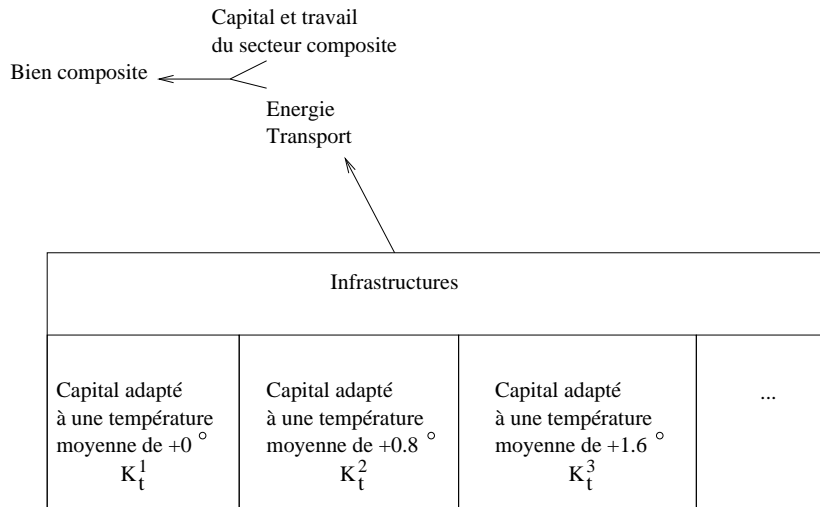 Capital et travail
du secteur composite
Bien composite
Energie
Transport
Infrastructures
Capital adapté
à une température
moyenne de +0 °
K_t^1
Capital adapté
à une température
moyenne de +0.8 °
K_t^2
Capital adapté
à une température
moyenne de +1.6 °
K_t^3
...